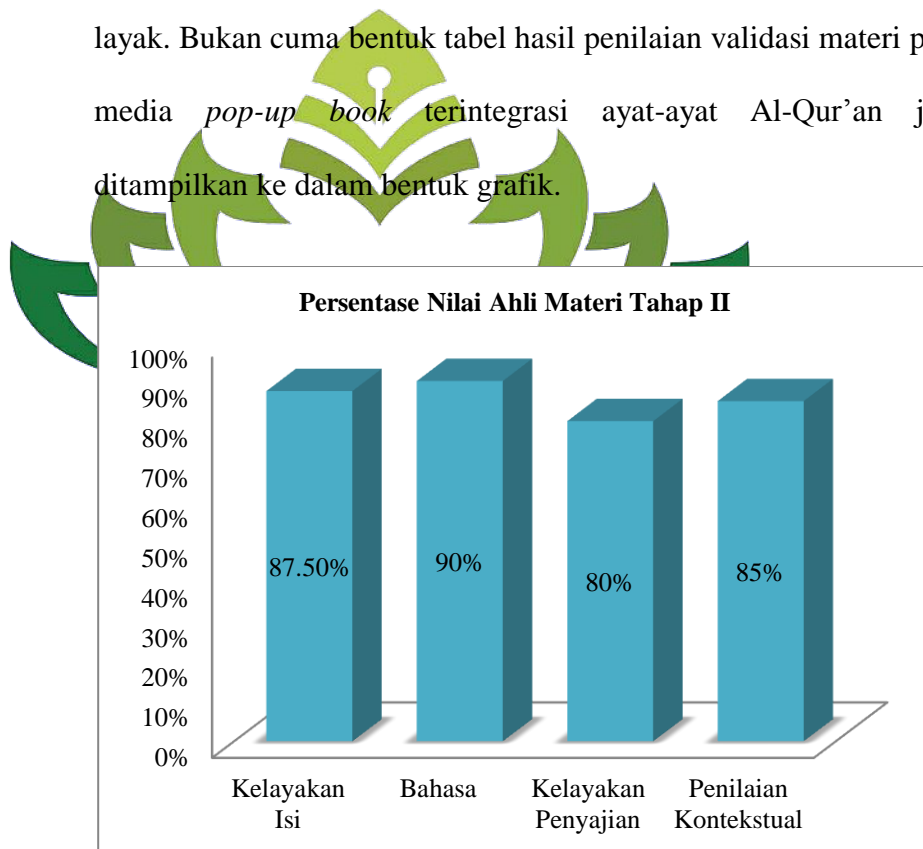 layak. Bukan cuma bentuk tabel hasil penilaian validasi materi
media pop-up book terintegrasi ayat-ayat Al-Qur’an
ditampilkan ke dalam bentuk grafik.
Persentase Nilai Ahli Materi Tahap II
100%
90%
80%
70%
60%
50%
40%
30%
20%
10%
0%
87.50%
90%
80%
85%
Kelayakan
Isi
Bahasa
Kelayakan
Penyajian
Penilaian
Kontekstual